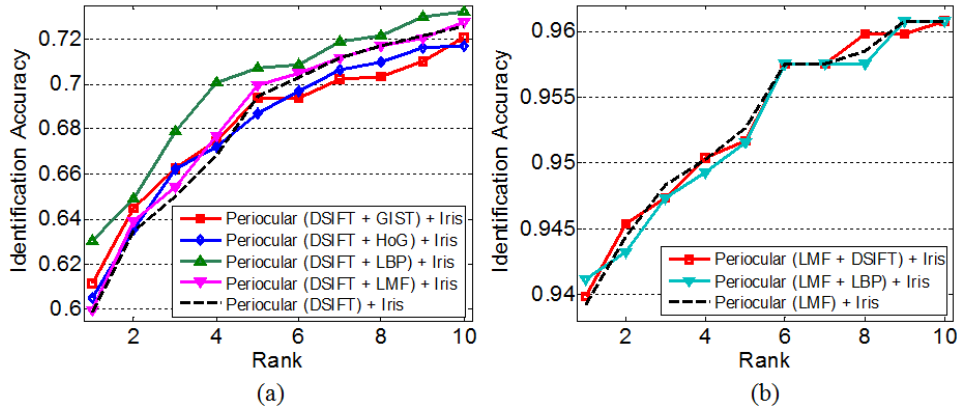 Identification Accuracy
0.72
0.7
0.68
0.66
0.64
0.62
0.6
2
4
6
8
10
Rank
Periocular (DSIFT + GIST) + Iris
Periocular (DSIFT + HoG) + Iris
Periocular (DSIFT + LBP) + Iris
Periocular (DSIFT + LMF) + Iris
Periocular (DSIFT) + Iris
(a)
Identification Accuracy
0.96
0.955
0.95
0.945
0.94
2
4
6
8
10
Rank
Periocular (LMF + DSIFT) + Iris
Periocular (LMF + LBP) + Iris
Periocular (LMF) + Iris
(b)